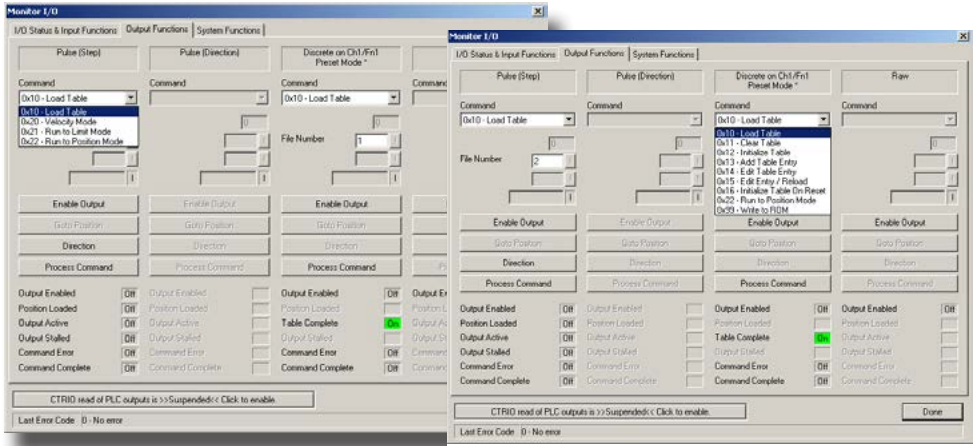 Monitor I/O
I/O Status & Input Functions Output Functions System Functions
Pulse (Step) Pulse (Direction) Discrete on Ch1/Fn1
Preset Mode *
Command Command Command Comman
0x10 - Load Table 0x10 - Load Table
0x10 - Load Table
0x20 - Velocity Mode
0x21 - Run to Limit Mode
0x22 - Run to Position Mode
0 0
File Number 1
Enable Output Enable Output Enable Output
Goto Position Goto Position Goto Position
Direction Direction Direction
Process Command Process Command Process Command
Output Enabled Off Output Enabled Output Enabled Off Output E
Position Loaded Off Position Loaded Position Loaded Position L
Output Active Off Output Active Table Complete On Output A
Output Stalled Off Output Stalled Output Stalled Output St
Command Error Off Command Error Command Error Off Comman
Command Complete Off Command Complete Command Complete Off Comman
CTRIO read of PLC outputs is >>Suspended<< Click to enable.
Last Error Code 0 - No error
Monitor I/O
I/O Status & Input Functions Output Functions System Functions
Pulse (Step) Pulse (Direction) Discrete on Ch1/Fn1 Raw
Preset Mode *
Command Command Command Command
0x10 - Load Table 0x10 - Load Table
0x10 - Load Table
0x11 - Clear Table
0x12 - Initialize Table
0x13 - Add Table Entry
0x14 - Edit Table Entry
0x15 - Edit Entry / Reload
0x16 - Initialize Table On Reset
0x22 - Run to Position Mode
0x99 - Write to ROM
0 0 0
File Number 2
Enable Output Enable Output Enable Output Enable Output
Goto Position Goto Position Goto Position Goto Position
Direction Direction Direction Direction
Process Command Process Command Process Command Process Command
Output Enabled Off Output Enabled Output Enabled Off Output Enabled Off
Position Loaded Off Position Loaded Position Loaded Position Loaded
Output Active Off Output Active Table Complete On Output Active
Output Stalled Off Output Stalled Output Stalled Output Stalled
Command Error Off Command Error Command Error Off Command Error
Command Complete Off Command Complete Command Complete Off Command Complete
CTRIO read of PLC outputs is >>Suspended<< Click to enable. Done
Last Error Code 0 - No error